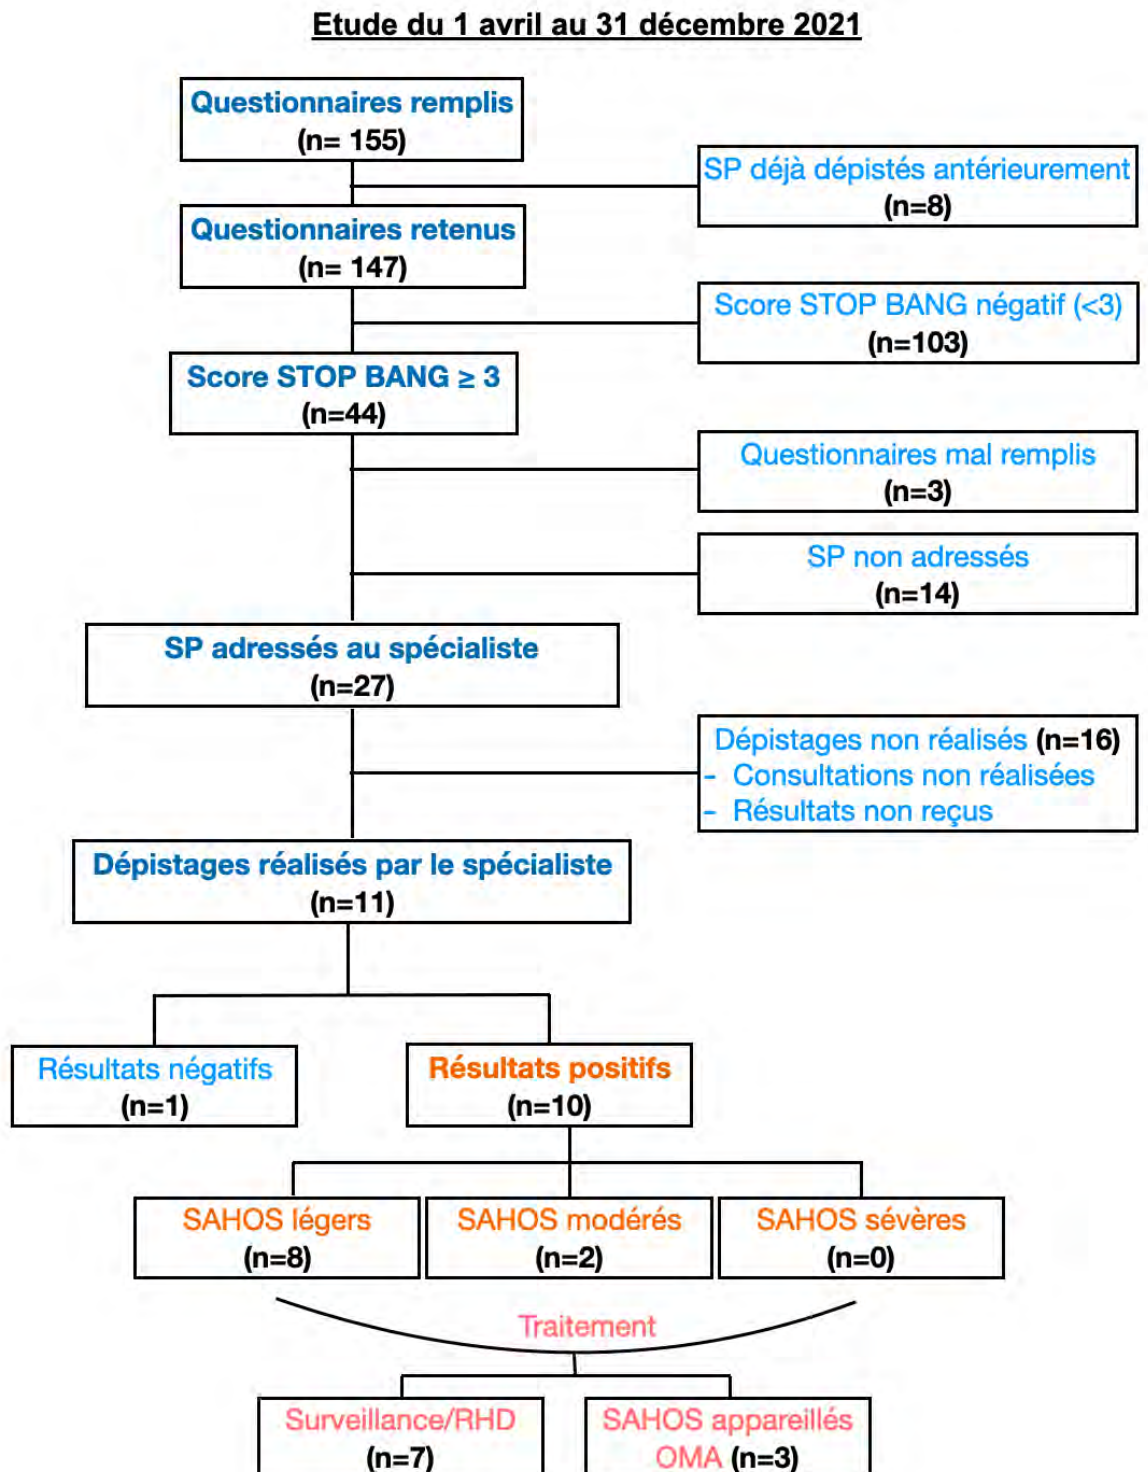 Etude du 1 avril au 31 décembre 2021
Questionnaires remplis
(n= 155)
SP déjà dépistés antérieurement
(n=8)
Questionnaires retenus
(n= 147)
Score STOP BANG négatif (<3)
(n=103)
Score STOP BANG ≥ 3
(n=44)
Questionnaires mal remplis
(n=3)
SP non adressés
(n=14)
SP adressés au spécialiste
(n=27)
Dépistages non réalisés (n=16)
- Consultations non réalisées
- Résultats non reçus
Dépistages réalisés par le spécialiste
(n=11)
Résultats négatifs
(n=1)
Résultats positifs
(n=10)
SAHOS légers
(n=8)
SAHOS modérés
(n=2)
SAHOS sévères
(n=0)
Traitement
Surveillance/RHD
(n=7)
SAHOS appareillés
OMA (n=3)